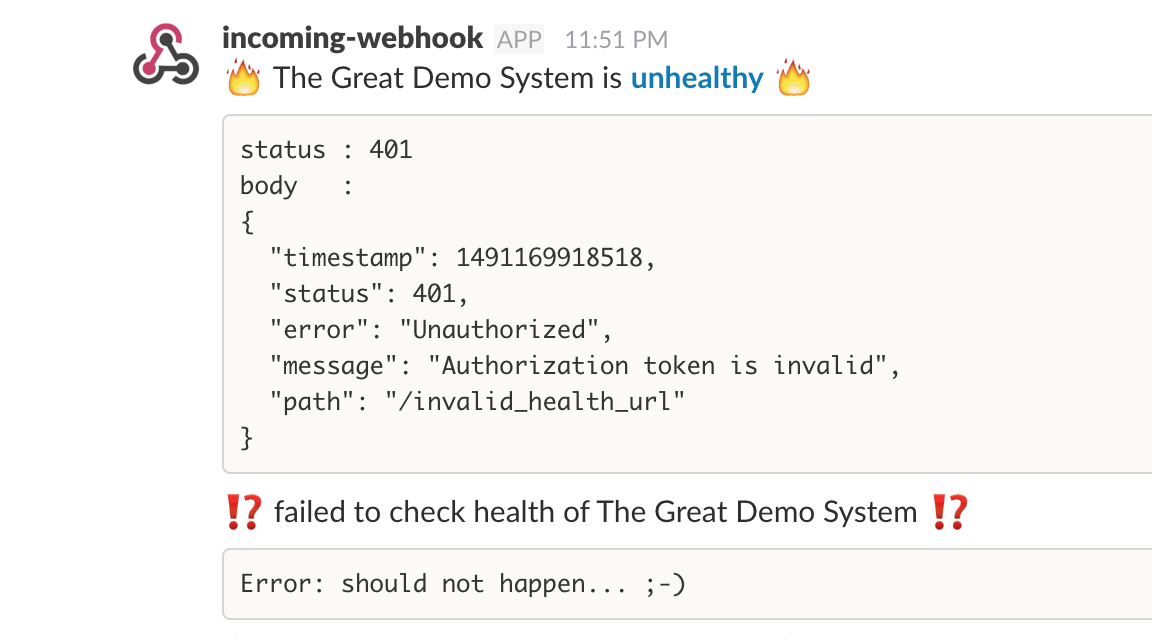 incoming-webhook APP 11:51 PM
🔥 The Great Demo System is unhealthy 🔥
status : 401
body   :
{
  "timestamp": 1491169918518,
  "status": 401,
  "error": "Unauthorized",
  "message": "Authorization token is invalid",
  "path": "/invalid_health_url"
}
⁉️ failed to check health of The Great Demo System ⁉️
Error: should not happen... ;-)